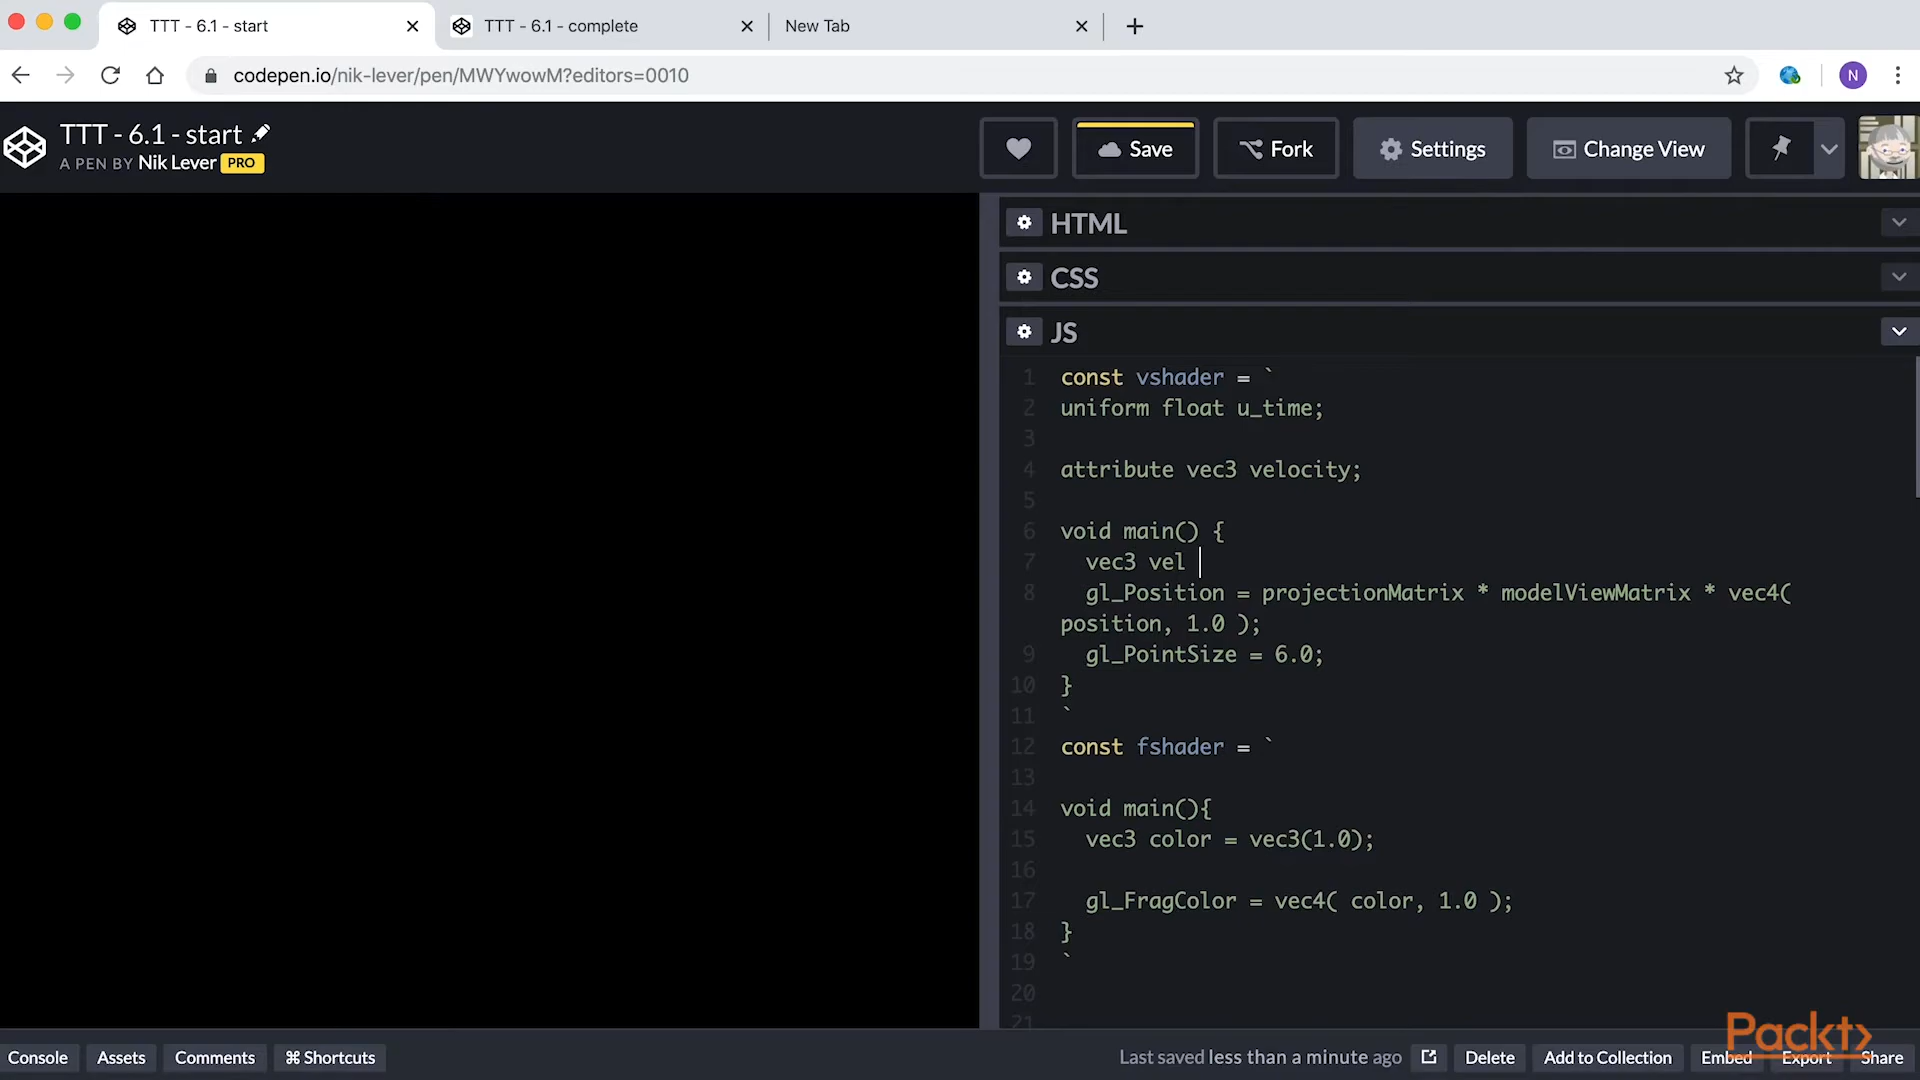 TTT - 6.1 - start
TTT - 6.1 - complete
New Tab
codepen.io/nik-lever/pen/MWYwowM?editors=0010
N
TTT - 6.1 - start
A PEN BY Nik Lever PRO
Save
Fork
Settings
Change View
HTML
CSS
JS
1 const vshader = `
2 uniform float u_time;
3
4 attribute vec3 velocity;
5
6 void main() {
7 vec3 vel
8 gl_Position = projectionMatrix * modelViewMatrix * vec4(
position, 1.0 );
9 gl_PointSize = 6.0;
10 }
11 `
12 const fshader = `
13
14 void main(){
15 vec3 color = vec3(1.0);
16
17 gl_FragColor = vec4( color, 1.0 );
18 }
19 `
20
21
Packt>
Console
Assets
Comments
⌘ Shortcuts
Last saved less than a minute ago
Delete
Add to Collection
Embed
Export
Share